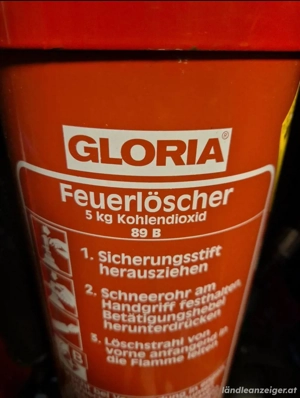 GLORIA®
Feuerlöscher
5 kg Kohlendioxid
89 B
1. Sicherungsstift
herausziehen
2. Schneerohr am
Handgriff festhalten,
Betätigungshebel
herunterdrücken
3. Löschstrahl von
vorne anfangend in
die Flamme
B
ländleanzeiger.at